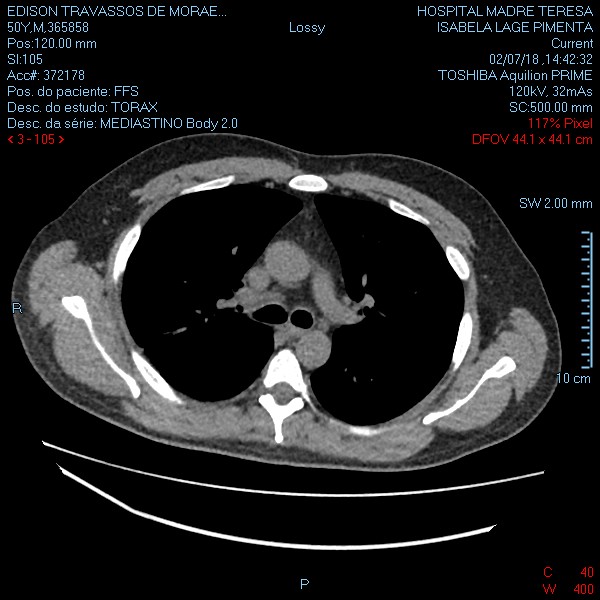 EDISON TRAVASSOS DE MORAE...
50Y,M,365858
Pos:120.00 mm
Sl:105
Acc#: 372178
Pos. do paciente: FFS
Desc. do estudo: TORAX
Desc. da série: MEDIASTINO Body 2.0
< 3 - 105 >
Lossy
HOSPITAL MADRE TERESA
ISABELA LAGE PIMENTA
Current
02/07/18 ,14:42:32
TOSHIBA Aquilion PRIME
120kV, 32mAs
SC:500.00 mm
117% Pixel
DFOV 44.1 x 44.1 cm
SW 2.00 mm
R
10 cm
P
C 40
W 400